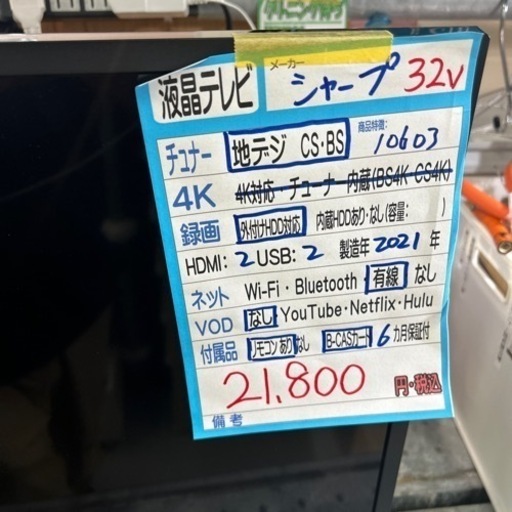 クリーニング
液晶テレビ メーカー シャープ 32v
チュナー 地デジ CS・BS 商品特徴: 10603
4K 4K対応・チューナー内蔵(BS4K・CS4K)
録画 外付けHDD対応 内蔵HDDあり・なし(容量: )
HDMI: 2 USB: 2 製造年 2021 年
ネット Wi-Fi・Bluetooth 有線 なし
VOD なし YouTube・Netflix・Hulu
付属品 リモコン あり なし B-CASカード 6 カ月保証付
21.800 円・税込
備考